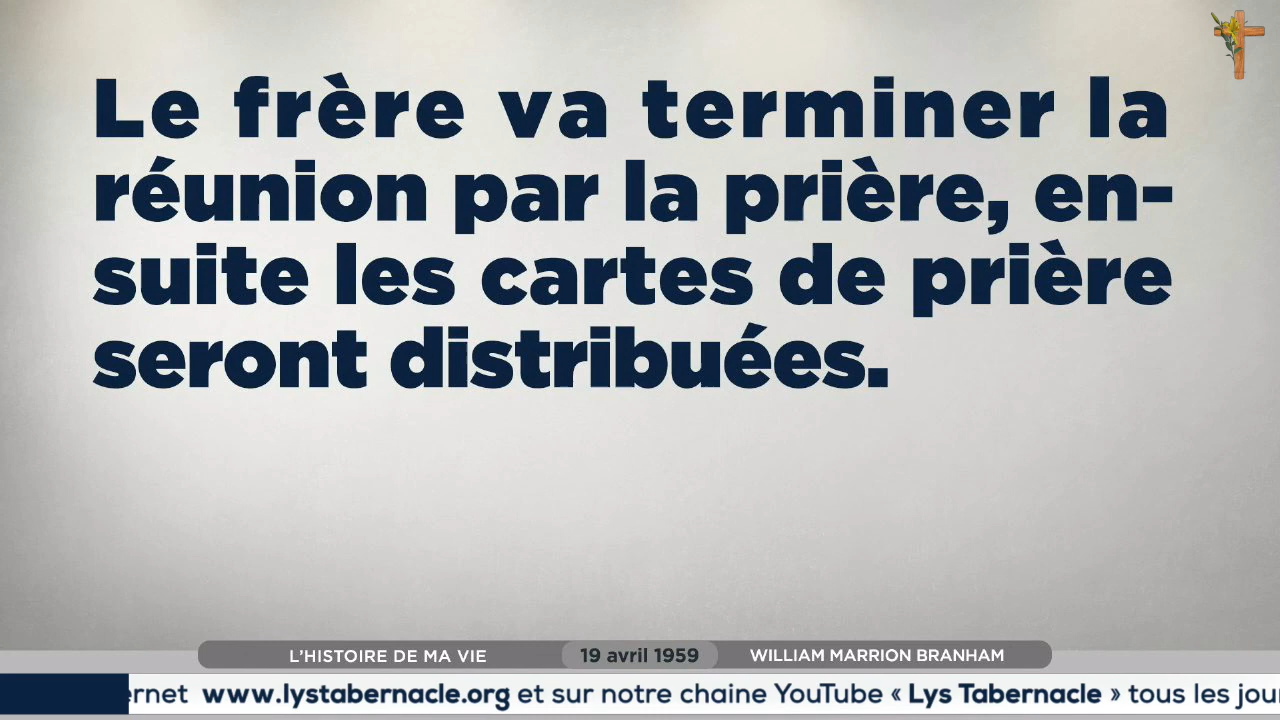 Le frère va terminer la
réunion par la prière, en-
suite les cartes de prière
seront distribuées.
L'HISTOIRE DE MA VIE 19 avril 1959 WILLIAM MARRION BRANHAM
ernet www.lystabernacle.org et sur notre chaine YouTube « Lys Tabernacle » tous les jou